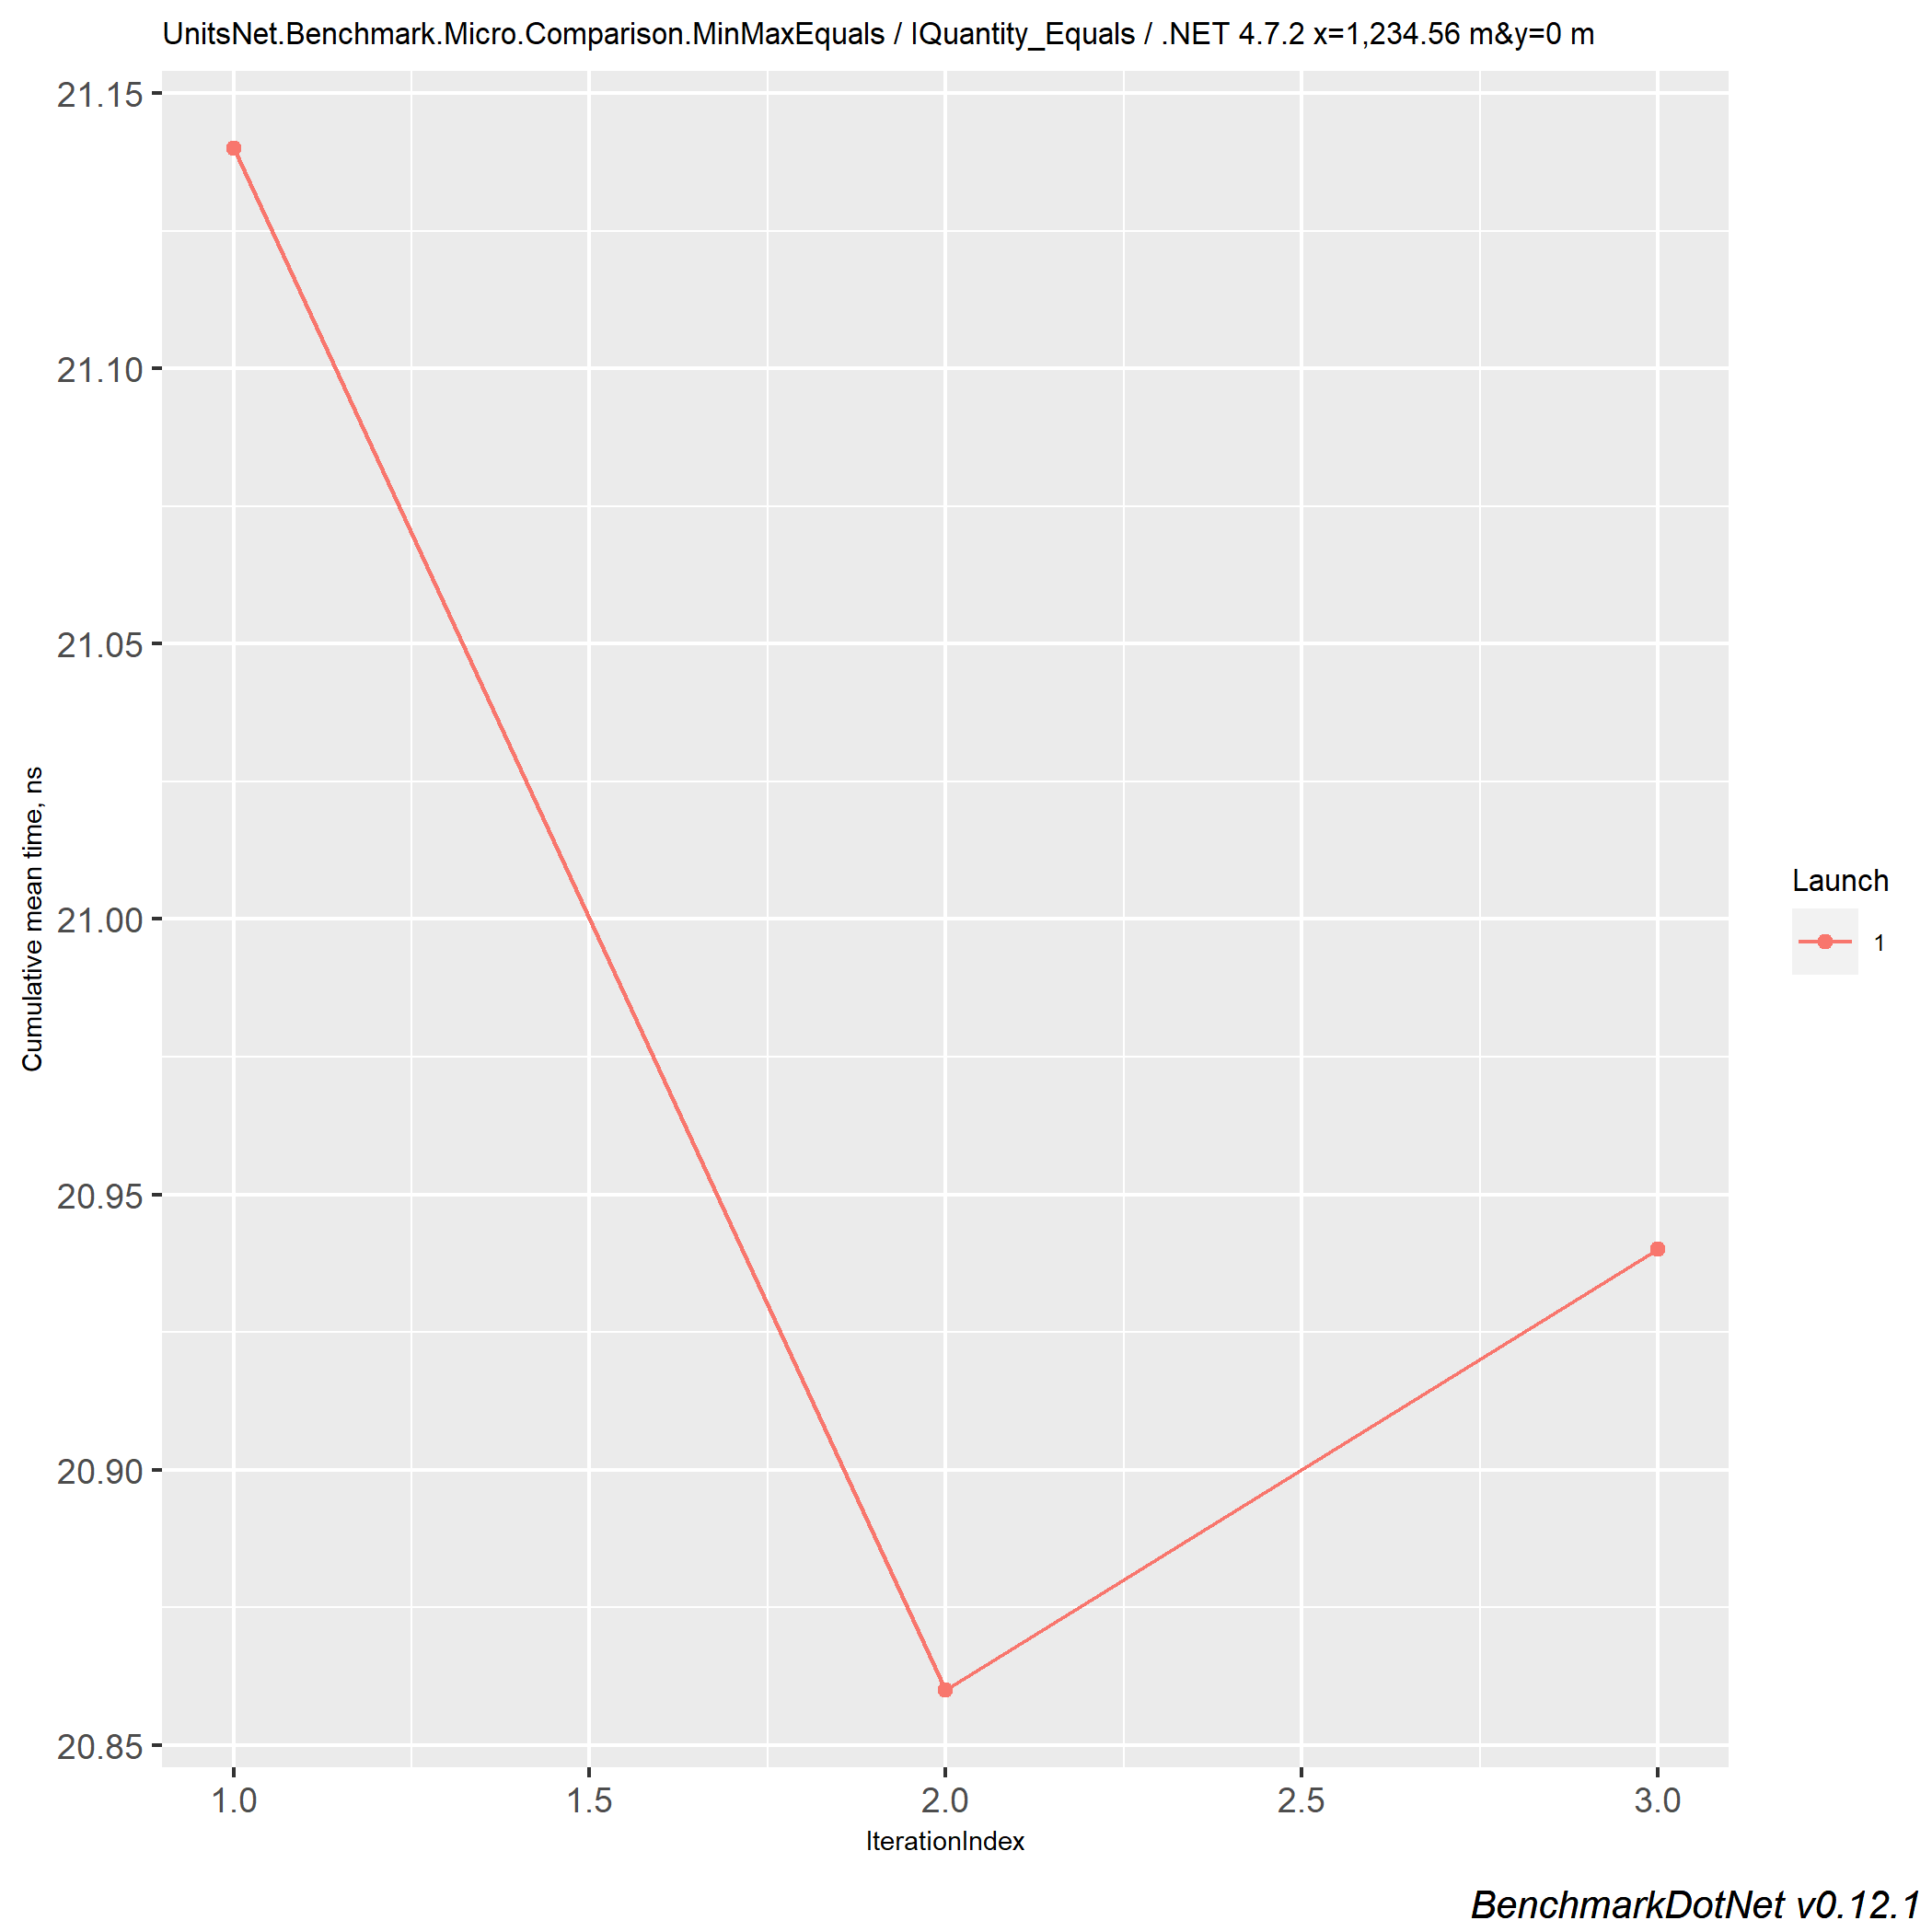 UnitsNet.Benchmark.Micro.Comparison.MinMaxEquals / IQuantity_Equals / .NET 4.7.2 x=1,234.56 m&y=0 m
21.15
21.10
21.05
21.00
20.95
20.90
20.85
Cumulative mean time, ns
1.0 1.5 2.0 2.5 3.0
IterationIndex
Launch
1
BenchmarkDotNet v0.12.1